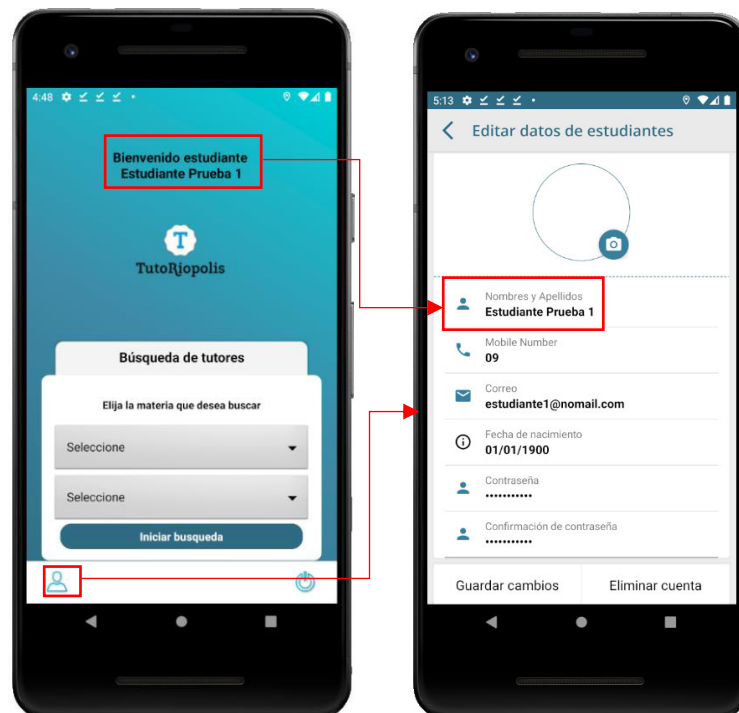 4:48
Bienvenido estudiante
Estudiante Prueba 1
T
TutoRjopolis
Búsqueda de tutores
Elija la materia que desea buscar
Seleccione
Seleccione
Iniciar busqueda
5:13
Editar datos de estudiantes
Nombres y Apellidos
Estudiante Prueba 1
Mobile Number
09
Correo
estudiante1@nomail.com
Fecha de nacimiento
01/01/1900
Contraseña
•••••••••••
Confirmación de contraseña
•••••••••••
Guardar cambios
Eliminar cuenta